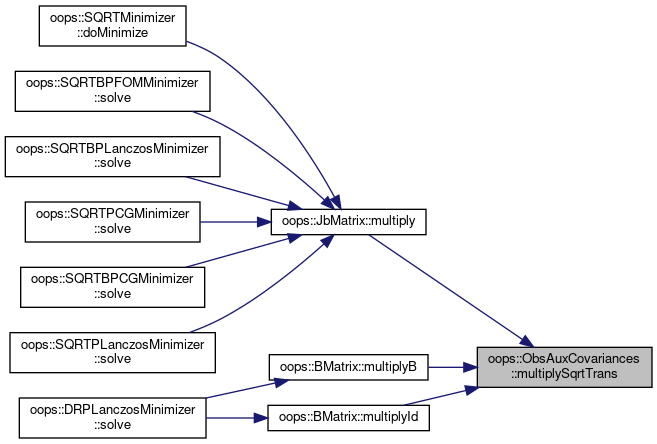 oops::SQRTMinimizer
::doMinimize
oops::SQRTBPFOMMinimizer
::solve
oops::SQRTBPLanczosMinimizer
::solve
oops::SQRTPCGMinimizer
::solve
oops::JbMatrix::multiply
oops::SQRTBPCGMinimizer
::solve
oops::SQRTPLanczosMinimizer
::solve
oops::BMatrix::multiplyB
oops::ObsAuxCovariances
::multiplySqrtTrans
oops::DRPLanczosMinimizer
::solve
oops::BMatrix::multiplyId